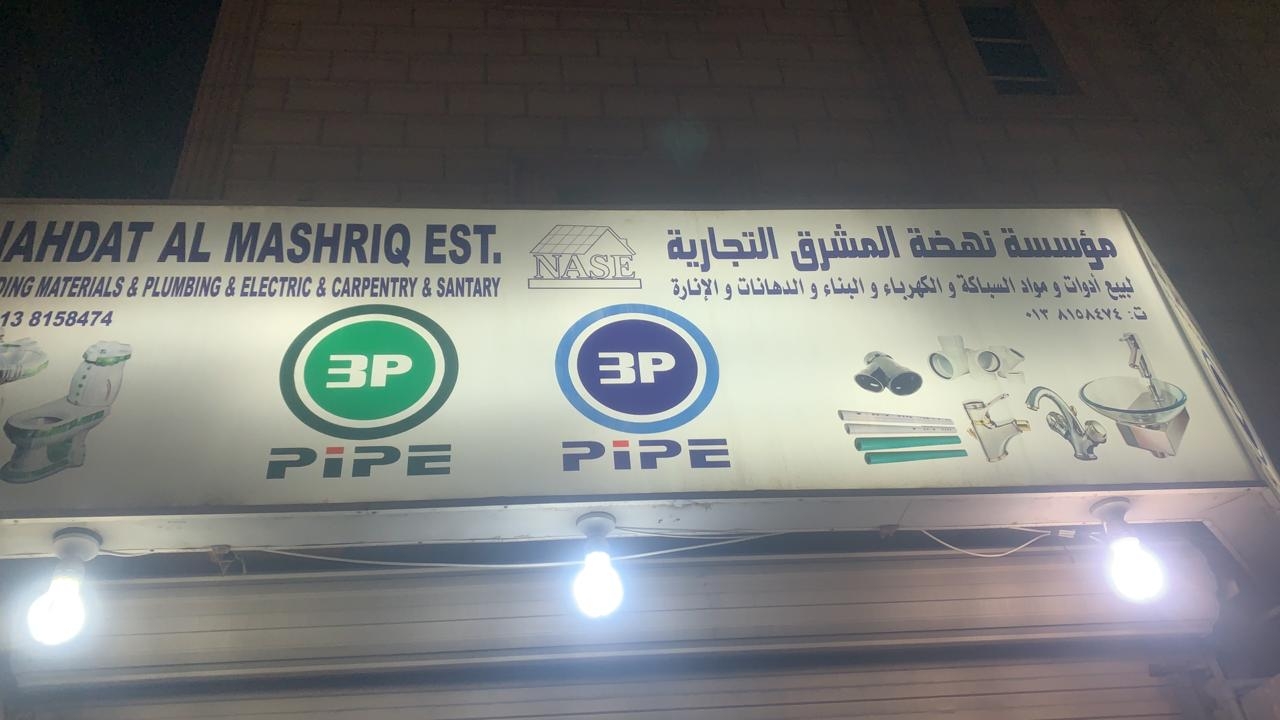 مؤسسة نهضة المشرق التجارية
لبيع أدوات و مواد السباكة و الكهرباء و البناء و الدهانات و الإنارة
ت: ٠١٣ ٨١٥٨٤٧٤
NASE
AHDAT AL MASHRIQ EST.
DING MATERIALS & PLUMBING & ELECTRIC & CARPENTRY & SANTARY
13 8158474
3P
PiPE
3P
PiPE